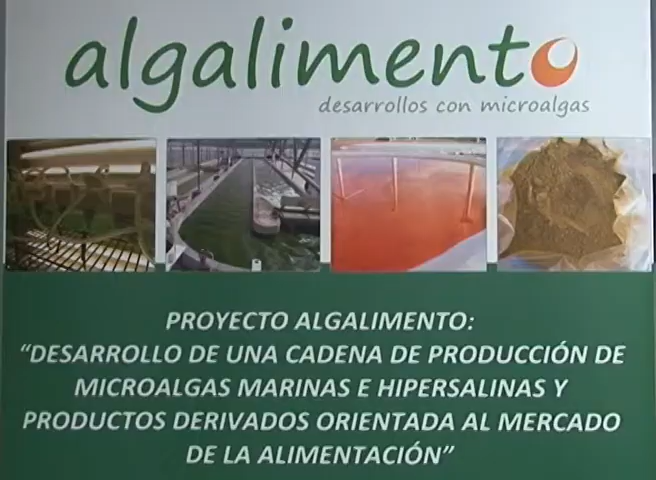 algalimento
desarrollos con microalgas
PROYECTO ALGALIMENTO:
“DESARROLLO DE UNA CADENA DE PRODUCCIÓN DE
MICROALGAS MARINAS E HIPERSALINAS Y
PRODUCTOS DERIVADOS ORIENTADA AL MERCADO
DE LA ALIMENTACIÓN”